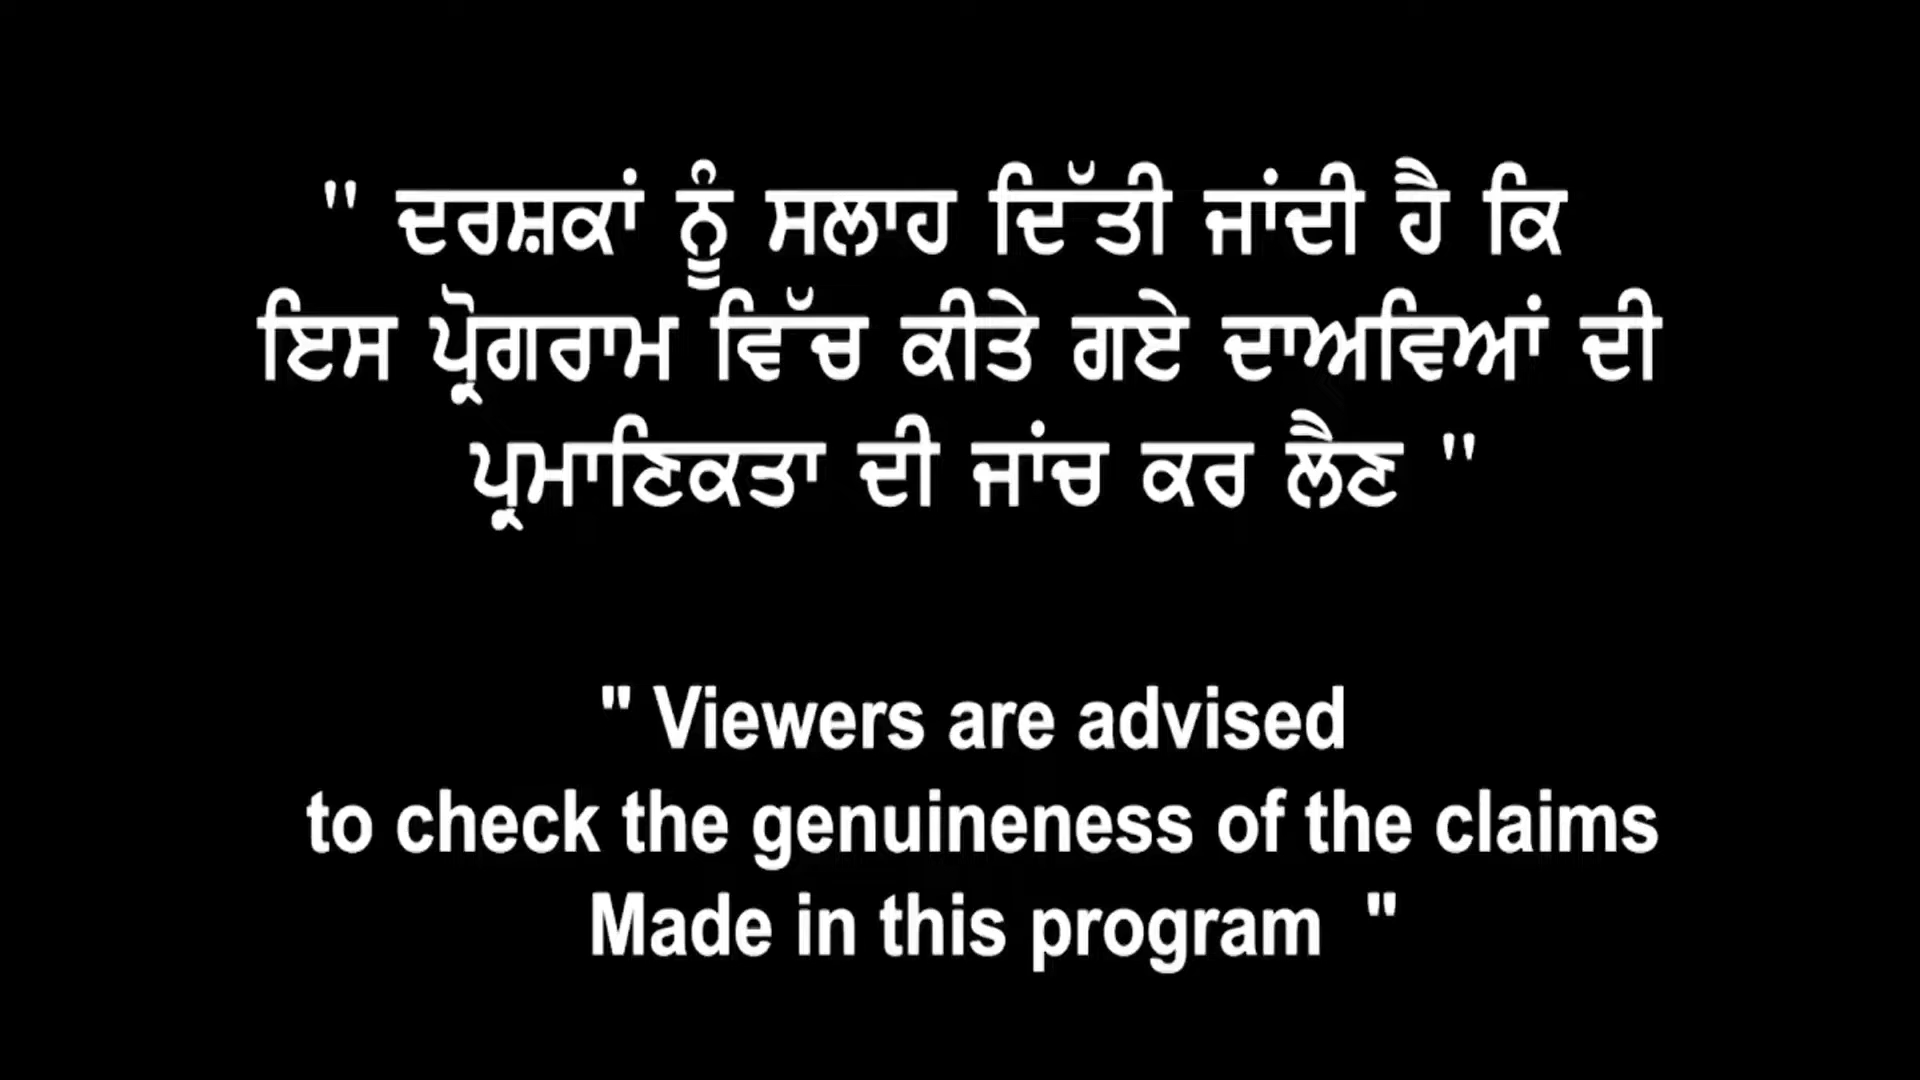 " ਦਰਸ਼ਕਾਂ ਨੂੰ ਸਲਾਹ ਦਿੱਤੀ ਜਾਂਦੀ ਹੈ ਕਿ
ਇਸ ਪ੍ਰੋਗਰਾਮ ਵਿੱਚ ਕੀਤੇ ਗਏ ਦਾਅਵਿਆਂ ਦੀ
ਪ੍ਰਮਾਣਿਕਤਾ ਦੀ ਜਾਂਚ ਕਰ ਲੈਣ "
" Viewers are advised
to check the genuineness of the claims
Made in this program "